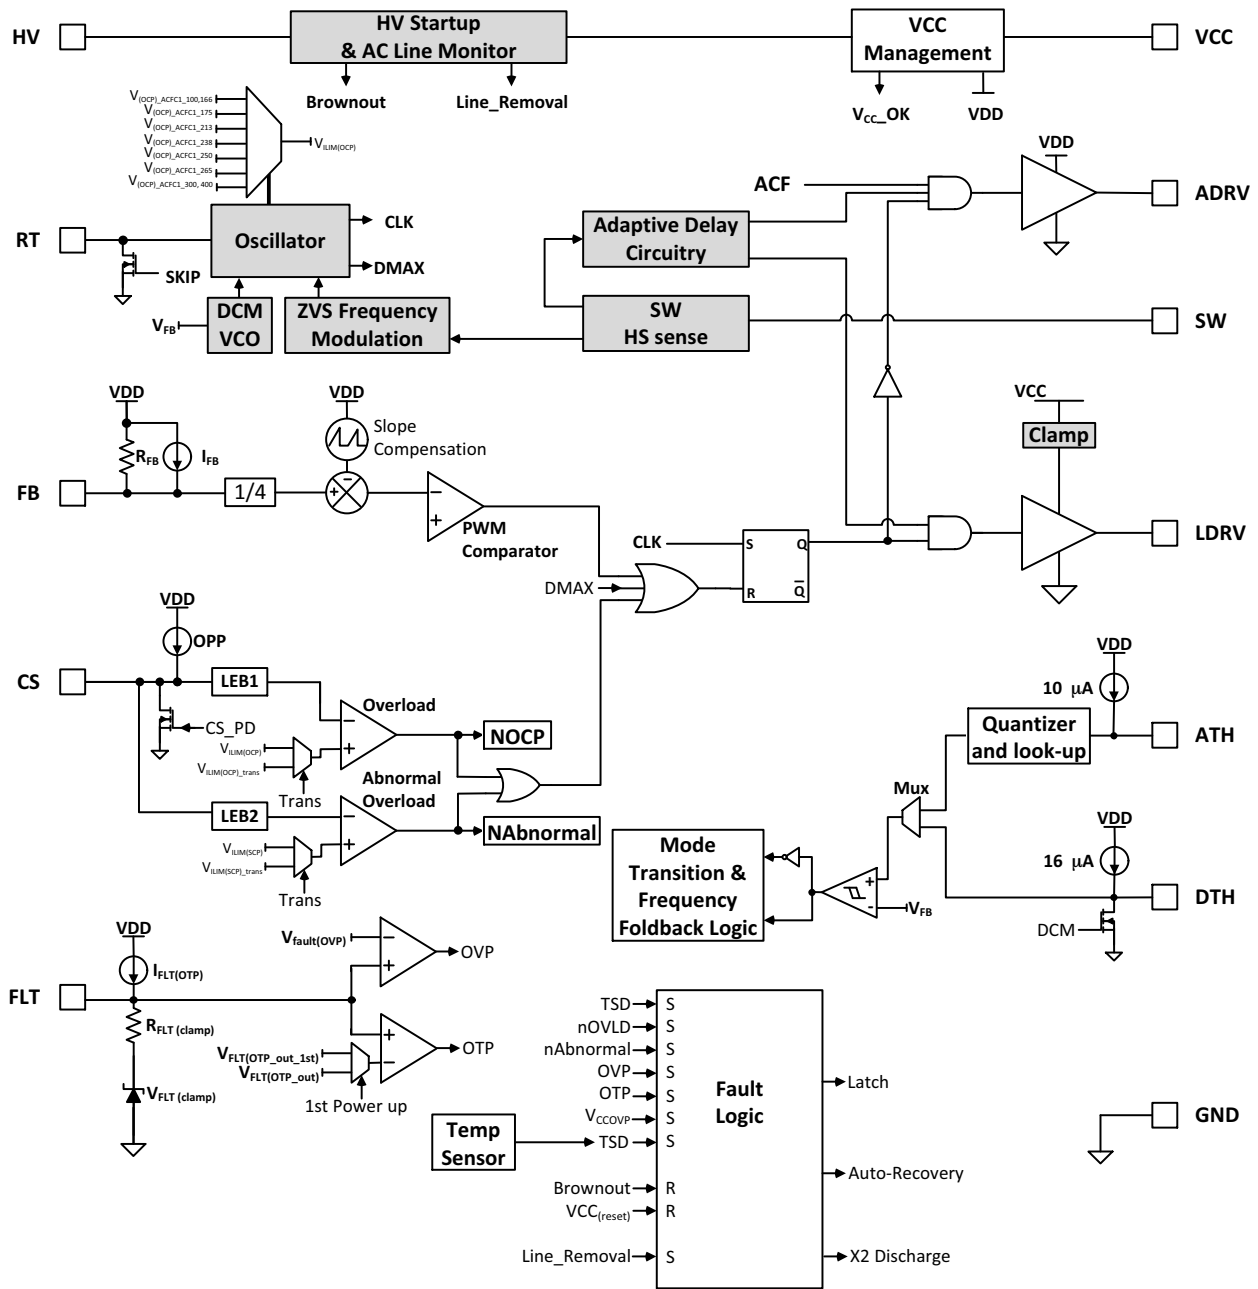 HV
HV Startup
& AC Line Monitor
VCC
Management
VCC
Brownout
Line_Removal
VCC_OK
VDD
V(OCP)_ACFC1_100,166
V(OCP)_ACFC1_175
V(OCP)_ACFC1_213
V(OCP)_ACFC1_238
V(OCP)_ACFC1_250
V(OCP)_ACFC1_265
V(OCP)_ACFC1_300, 400
VILIM(OCP)
VDD
ACF
ADRV
RT
Oscillator
CLK
DMAX
SKIP
Adaptive Delay
Circuitry
VFB
DCM
VCO
ZVS Frequency
Modulation
SW
HS sense
SW
VDD
VDD
VCC
Slope
Compensation
Clamp
RFB
IFB
FB
1/4
+
−
−
+
PWM
Comparator
CLK
S
Q
R
Q
DMAX
LDRV
VDD
OPP
CS
LEB1
CS_PD
Overload
−
+
NOCP
VILIM(OCP)
VILIM(OCP)_trans
Trans
Abnormal
Overload
LEB2
−
+
NAbnormal
VILIM(SCP)
VILIM(SCP)_trans
Trans
VDD
10 μA
Quantizer
and look-up
ATH
Mux
VDD
16 μA
Mode
Transition &
Frequency
Foldback Logic
+
-
VFB
DTH
DCM
VDD
IFLT(OTP)
FLT
RFLT (clamp)
VFLT (clamp)
Vfault(OVP)
−
+
OVP
+
−
OTP
VFLT(OTP_out_1st)
VFLT(OTP_out)
1st Power up
Temp
Sensor
TSD
S
nOVLD
S
nAbnormal
S
OVP
S
OTP
S
VCCOVP
S
TSD
S
Brownout
R
VCC(reset)
R
Line_Removal
S
Fault
Logic
Latch
Auto-Recovery
X2 Discharge
GND